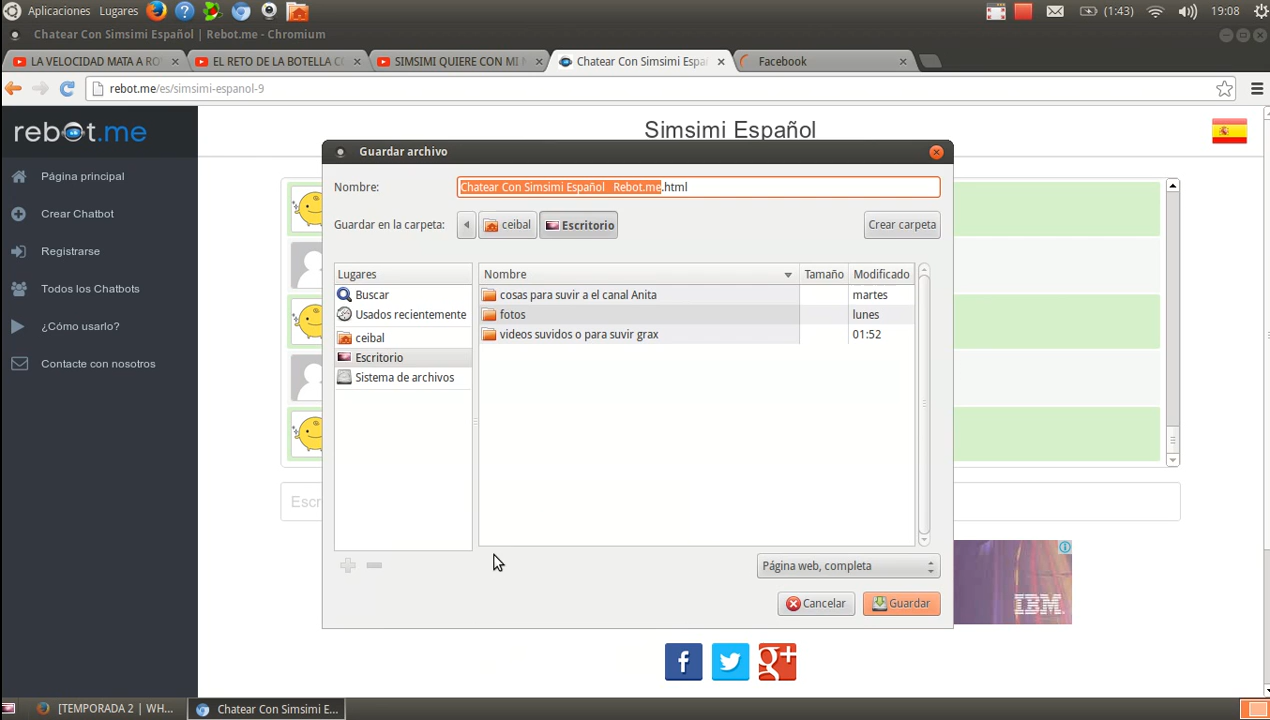 Aplicaciones Lugares (1:43) 19:08
Chatear Con Simsimi Español | Rebot.me - Chromium
LA VELOCIDAD MATA A RO
EL RETO DE LA BOTELLA CO
SIMSIMI QUIERE CON MI
Chatear Con Simsimi Espa
Facebook
rebot.me/es/simsimi-espanol-9
rebot.me
Página principal
Crear Chatbot
Registrarse
Todos los Chatbots
¿Cómo usarlo?
Contacte con nosotros
Simsimi Español
Guardar archivo
Nombre: Chatear Con Simsimi Español Rebot.me.html
Guardar en la carpeta: ceibal Escritorio Crear carpeta
Lugares
Buscar
Usados recientemente
ceibal
Escritorio
Sistema de archivos
Nombre Tamaño Modificado
cosas para suvir a el canal Anita martes
fotos lunes
videos suvidos o para suvir grax 01:52
Página web, completa
Cancelar Guardar
Escr
IBM
f g+
[TEMPORADA 2 | WH... Chatear Con Simsimi E...